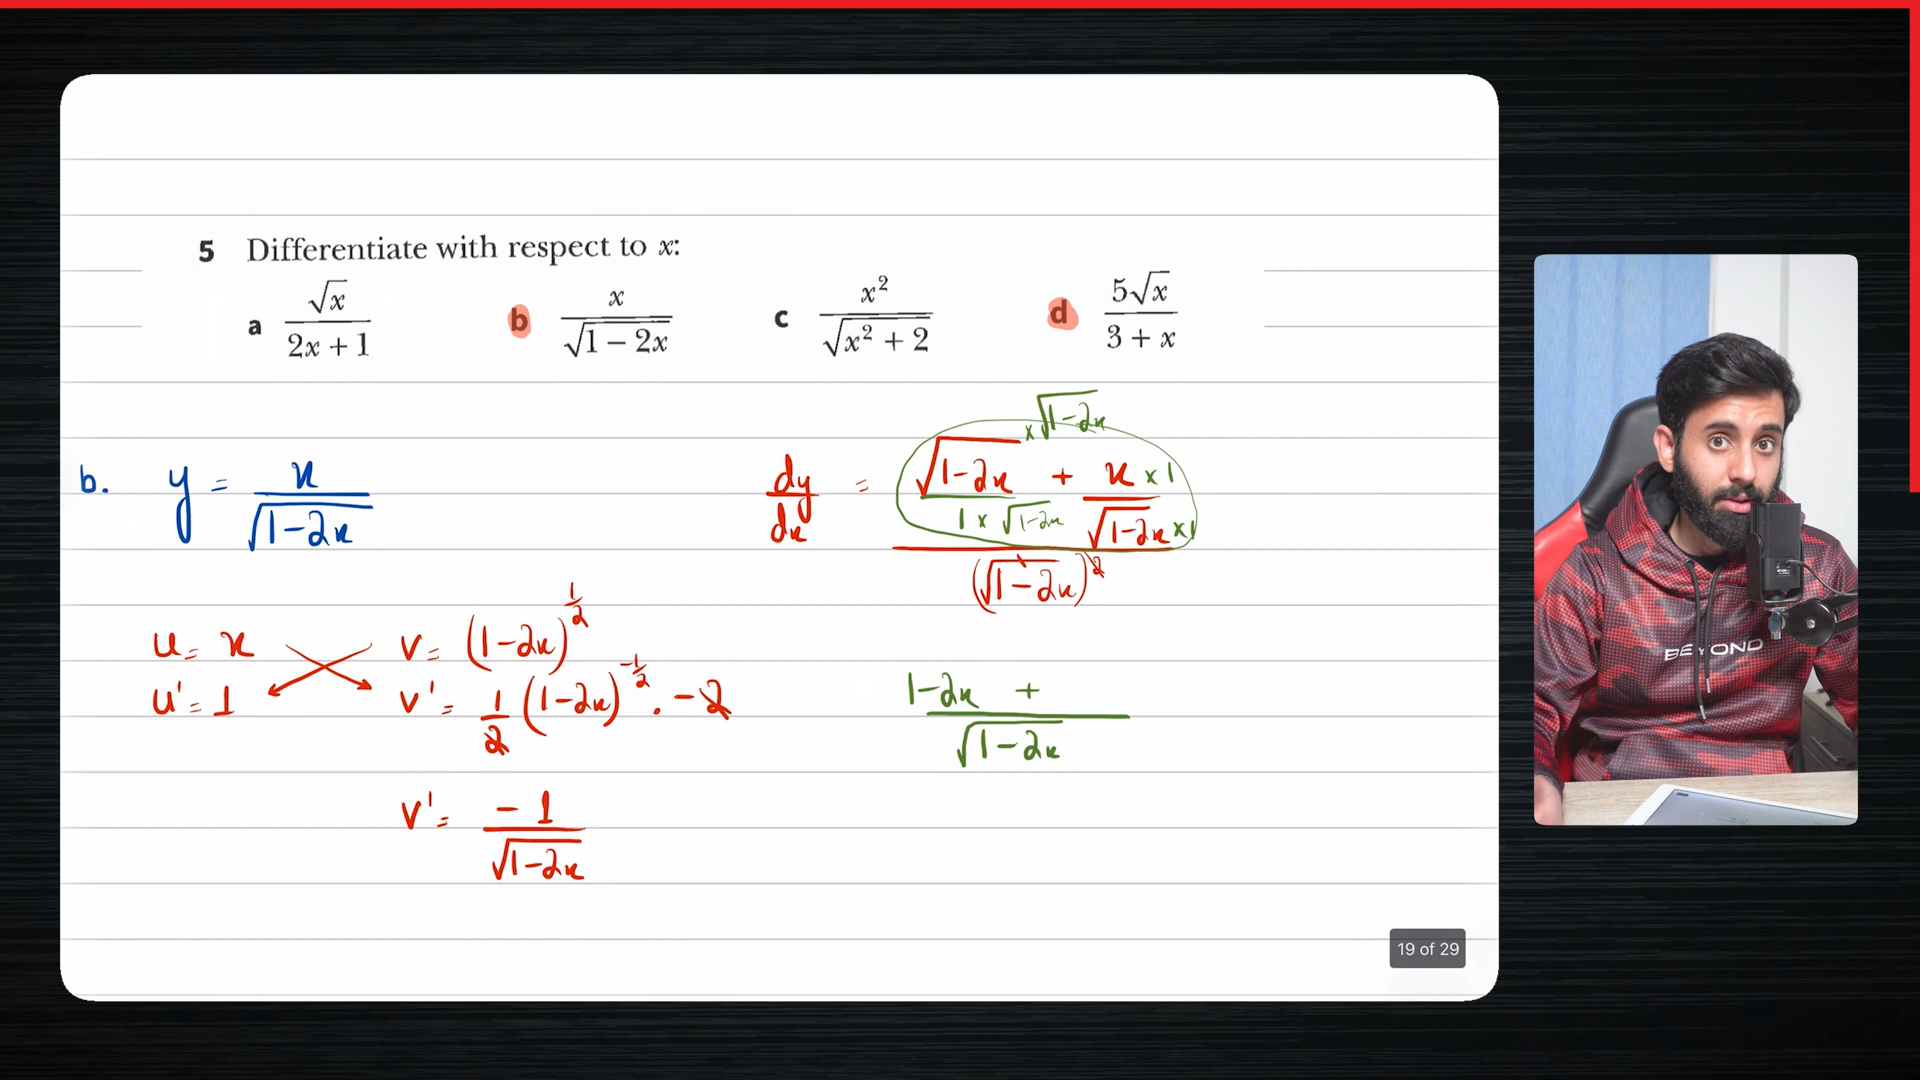 5 Differentiate with respect to x:
a √x / (2x + 1)
b x / √(1 − 2x)
c x² / √(x² + 2)
d 5√x / (3 + x)
b. y = x / √(1-2x)
u = x
v = (1-2x)^(1/2)
u' = 1
v' = 1/2 (1-2x)^(-1/2) . -2
v' = -1 / √(1-2x)
dy/dx = ( √(1-2x) × √(1-2x) / 1 × √(1-2x) + x × 1 / √(1-2x) × 1 ) / (√(1-2x))^2
1-2x + / √(1-2x)
BEYOND
19 of 29